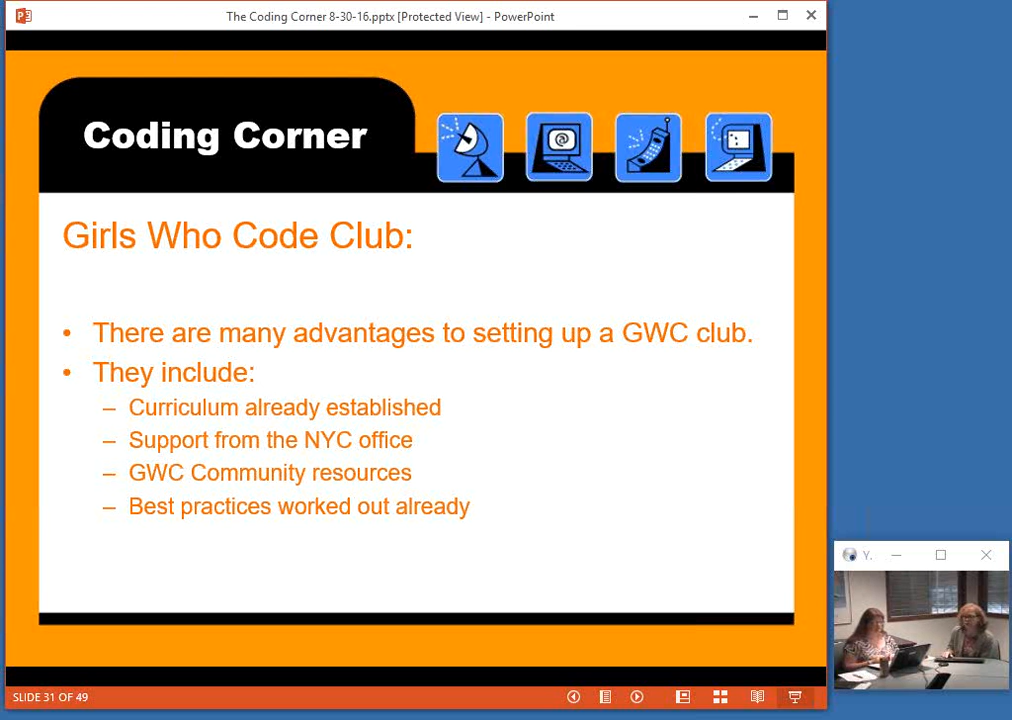 The Coding Corner 8-30-16.pptx [Protected View] - PowerPoint
Coding Corner
Girls Who Code Club:
• There are many advantages to setting up a GWC club.
• They include:
– Curriculum already established
– Support from the NYC office
– GWC Community resources
– Best practices worked out already
Y.
SLIDE 31 OF 49